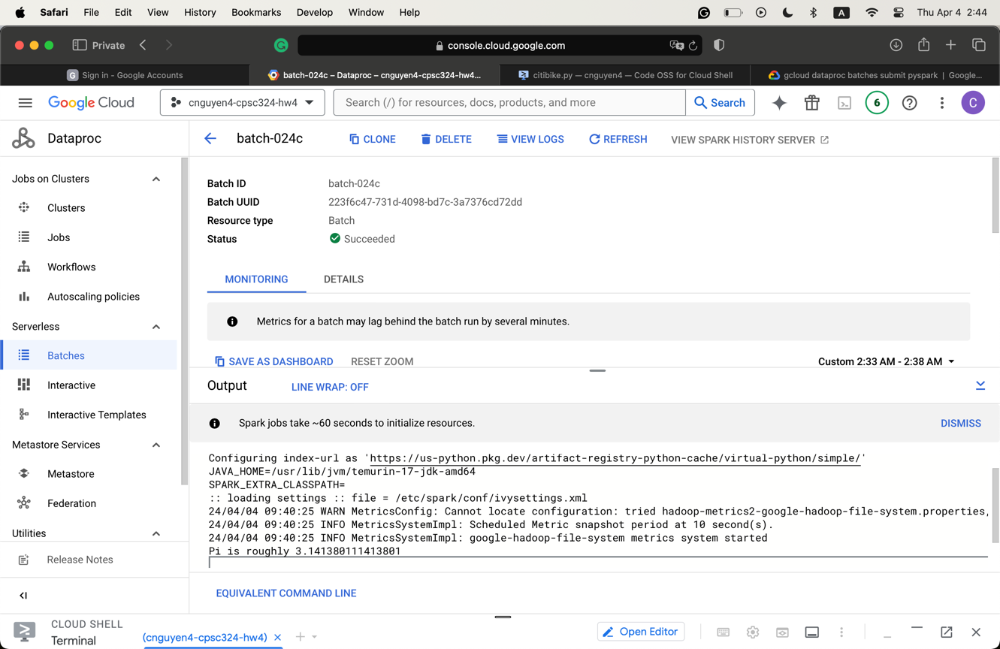 Safari File Edit View History Bookmarks Develop Window Help A Thu Apr 4 2:44
Private console.cloud.google.com
G Sign in - Google Accounts
batch-024c – Dataproc – cnguyen4-cpsc324-hw4...
citibike.py — cnguyen4 — Code OSS for Cloud Shell
gcloud dataproc batches submit pyspark | Google...
Google Cloud cnguyen4-cpsc324-hw4 Search (/) for resources, docs, products, and more Search 6 C
Dataproc
Jobs on Clusters
Clusters
Jobs
Workflows
Autoscaling policies
Serverless
Batches
Interactive
Interactive Templates
Metastore Services
Metastore
Federation
Utilities
Release Notes
batch-024c CLONE DELETE VIEW LOGS REFRESH VIEW SPARK HISTORY SERVER
Batch ID batch-024c
Batch UUID 223f6c47-731d-4098-bd7c-3a7376cd72dd
Resource type Batch
Status Succeeded
MONITORING DETAILS
Metrics for a batch may lag behind the batch run by several minutes.
SAVE AS DASHBOARD RESET ZOOM Custom 2:33 AM - 2:38 AM
Output LINE WRAP: OFF
Spark jobs take ~60 seconds to initialize resources. DISMISS
Configuring index-url as 'https://us-python.pkg.dev/artifact-registry-python-cache/virtual-python/simple/'
JAVA_HOME=/usr/lib/jvm/temurin-17-jdk-amd64
SPARK_EXTRA_CLASSPATH=
:: loading settings :: file = /etc/spark/conf/ivysettings.xml
24/04/04 09:40:25 WARN MetricsConfig: Cannot locate configuration: tried hadoop-metrics2-google-hadoop-file-system.properties,
24/04/04 09:40:25 INFO MetricsSystemImpl: Scheduled Metric snapshot period at 10 second(s).
24/04/04 09:40:25 INFO MetricsSystemImpl: google-hadoop-file-system metrics system started
Pi is roughly 3.141380111413801
EQUIVALENT COMMAND LINE
CLOUD SHELL
Terminal (cnguyen4-cpsc324-hw4) Open Editor